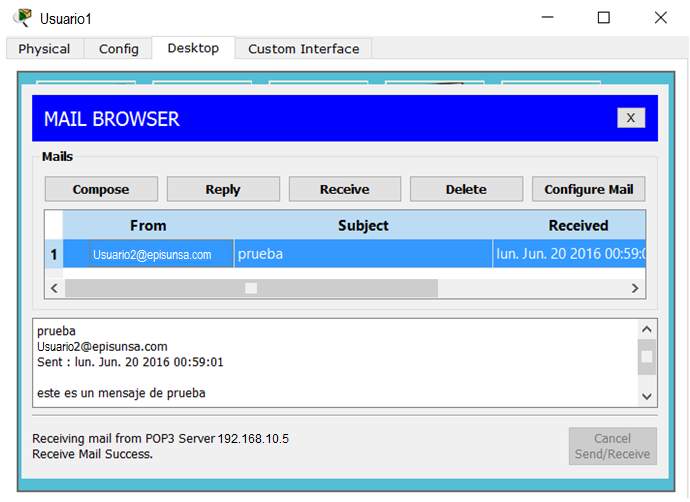 Usuario1
Physical Config Desktop Custom Interface
MAIL BROWSER X
Mails
Compose Reply Receive Delete Configure Mail
From Subject Received
1 Usuario2@episunsa.com prueba lun. Jun. 20 2016 00:59:0
prueba
Usuario2@episunsa.com
Sent : lun. Jun. 20 2016 00:59:01
este es un mensaje de prueba
Receiving mail from POP3 Server 192.168.10.5
Receive Mail Success.
Cancel
Send/Receive